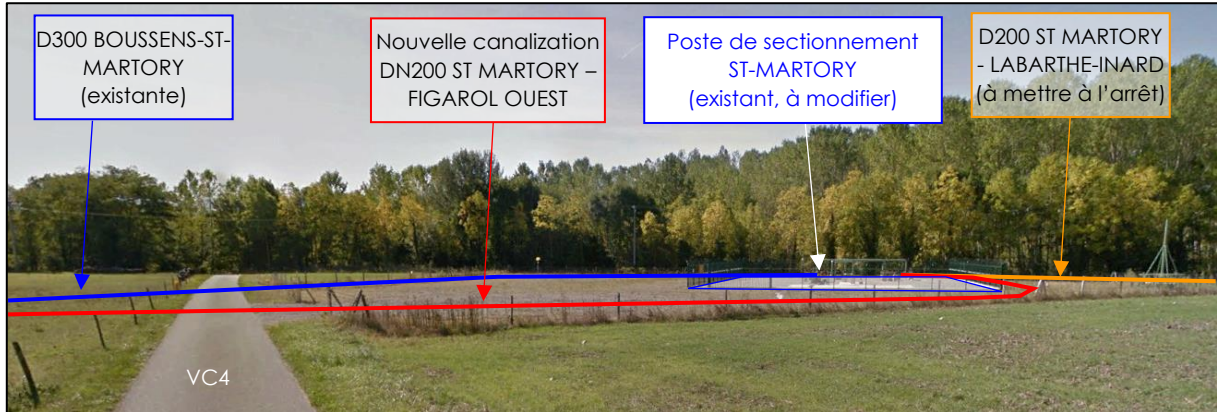 D300 BOUSSENS-ST-
MARTORY
(existante)
Nouvelle canalization
DN200 ST MARTORY –
FIGAROL OUEST
Poste de sectionnement
ST-MARTORY
(existant, à modifier)
D200 ST MARTORY
- LABARTHE-INARD
(à mettre à l'arrêt)
VC4